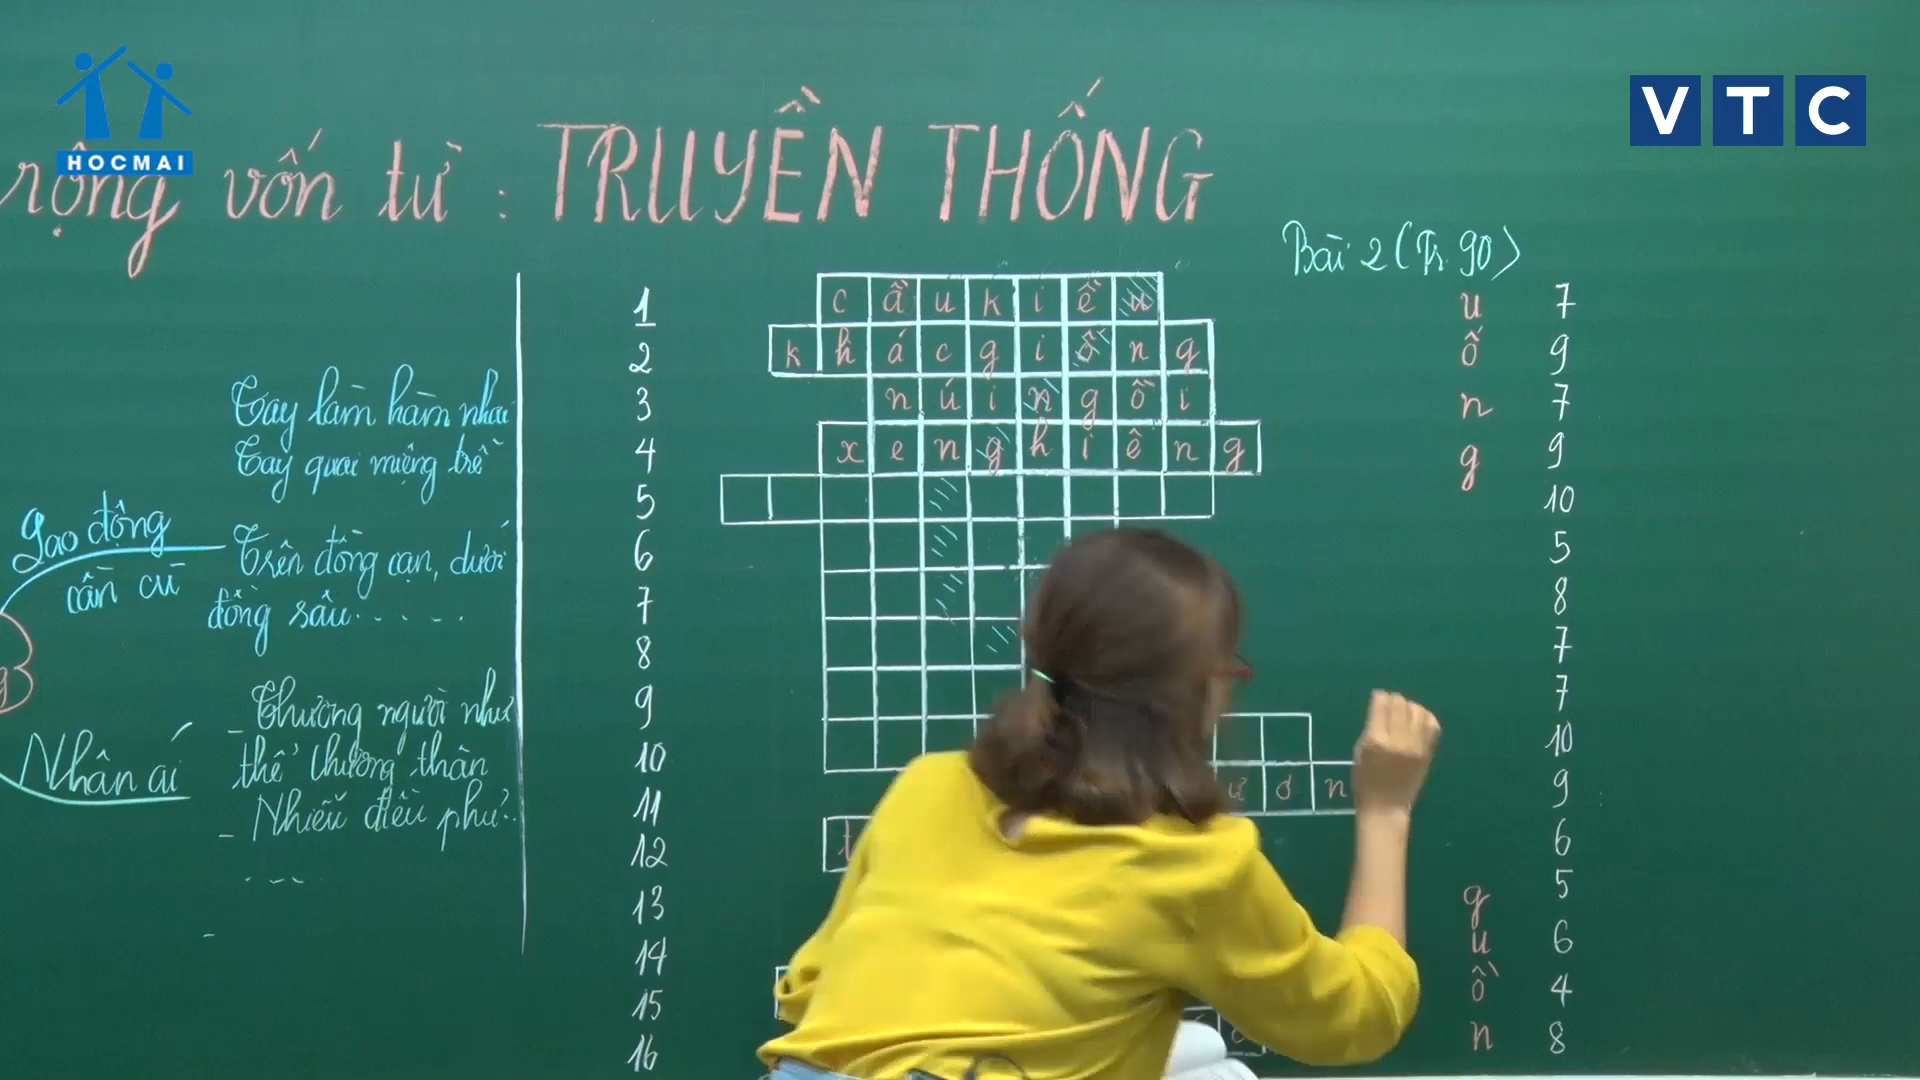 HOCMAI
VTC
rộng vốn từ : TRUYỀN THỐNG
Bài 2 (Tr 90)
Tay làm hàm nhai
Tay quai miệng trễ
Lao động
cần cù
Trên đồng cạn, dưới
đồng sâu.....
Nhân ái
- Thương người như
thể thương thân
- Nhiễu điều phủ..
...
-
1 c ầ u k i ề u u 7
2 k h á c g i ố n g ố 9
3 n ú i n g ồ i n 7
4 x e n g h i ê n g g 9
5 10
6 5
7 8
8 7
9 7
10 10
11 ư ơ n 9
12 t 6
13 g 5
14 u 6
15 ồ 4
16 n 8